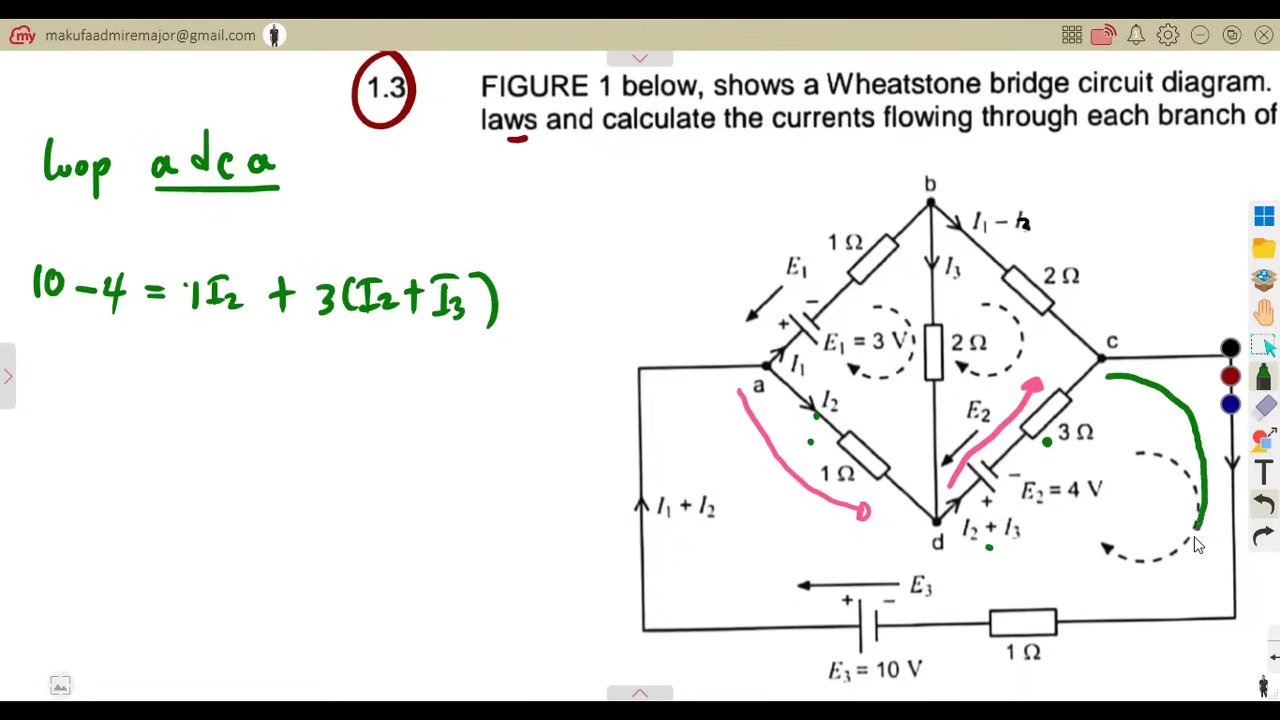 my makufaadmiremajor@gmail.com
1.3
FIGURE 1 below, shows a Wheatstone bridge circuit diagram.
laws and calculate the currents flowing through each branch of
loop adca
10 - 4 = 1I₂ + 3(I₂ + I₃)
b
I₁ –
1 Ω
E₁
I₃
2 Ω
+ –
E₁ = 3 V
2 Ω
c
I₁
a
I₂
E₂
3 Ω
1 Ω
–
E₂ = 4 V
+
I₁ + I₂
I₂ + I₃
d
E₃
+ –
1 Ω
E₃ = 10 V
T